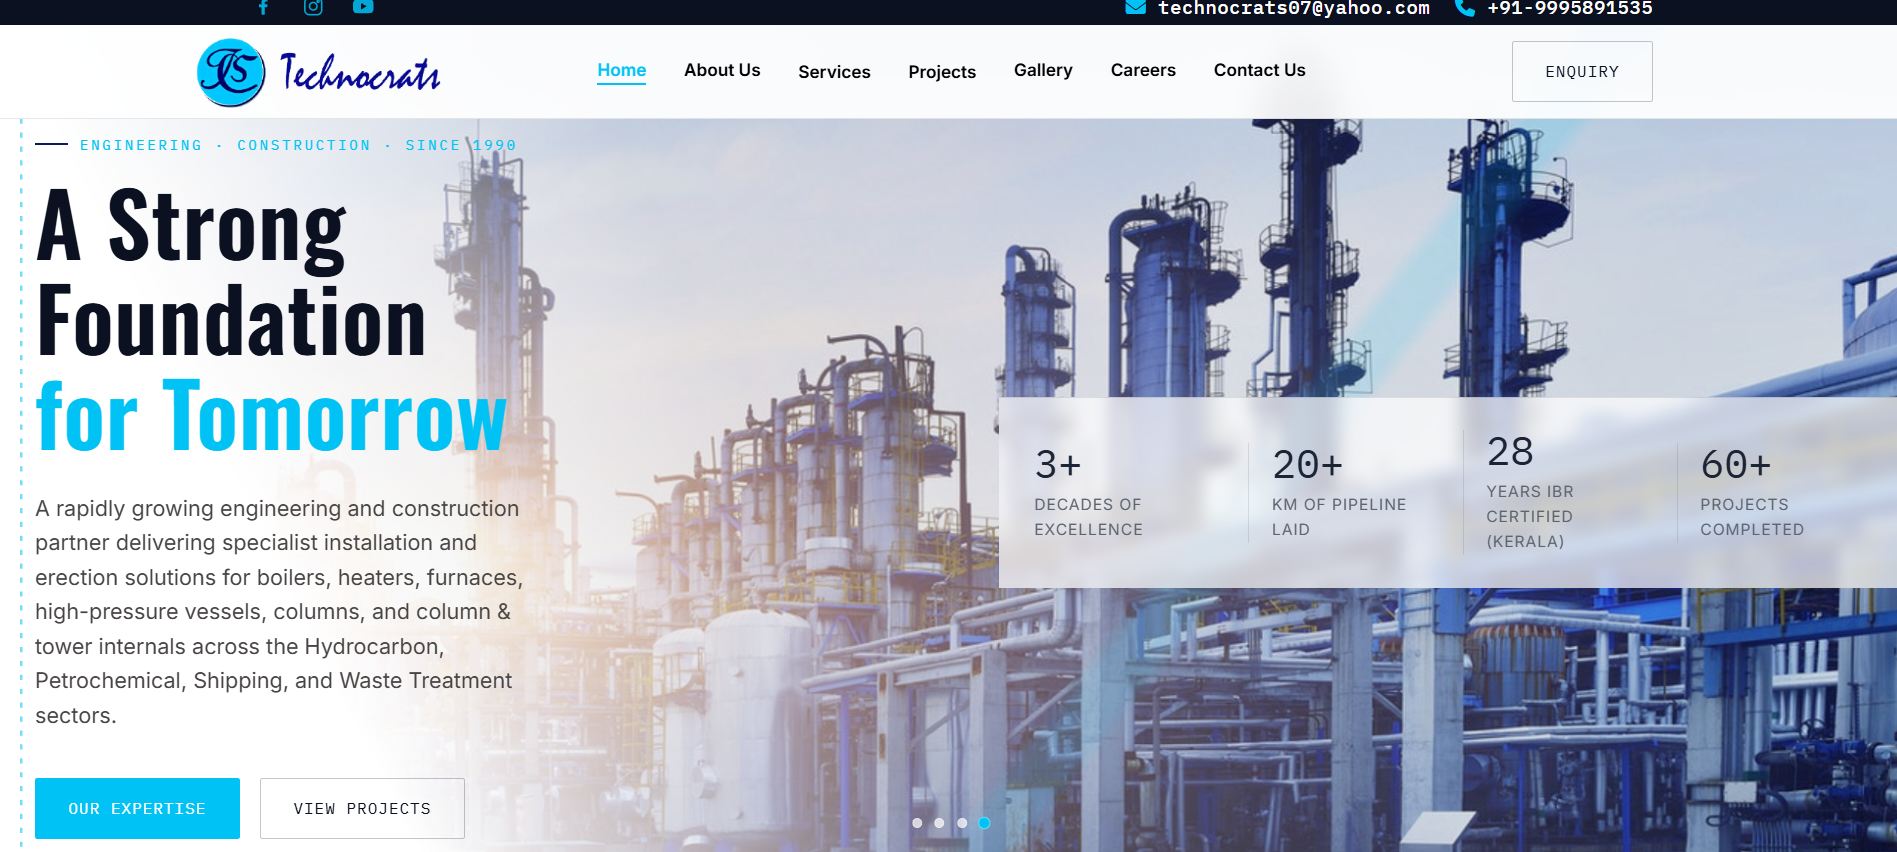 technocrats07@yahoo.com +91-9995891535
TCS Technocrats
Home About Us Services Projects Gallery Careers Contact Us ENQUIRY
ENGINEERING · CONSTRUCTION · SINCE 1990
A Strong
Foundation
for Tomorrow
A rapidly growing engineering and construction
partner delivering specialist installation and
erection solutions for boilers, heaters, furnaces,
high-pressure vessels, columns, and column &
tower internals across the Hydrocarbon,
Petrochemical, Shipping, and Waste Treatment
sectors.
OUR EXPERTISE VIEW PROJECTS
3+
DECADES OF
EXCELLENCE
20+
KM OF PIPELINE
LAID
28
YEARS IBR
CERTIFIED
(KERALA)
60+
PROJECTS
COMPLETED